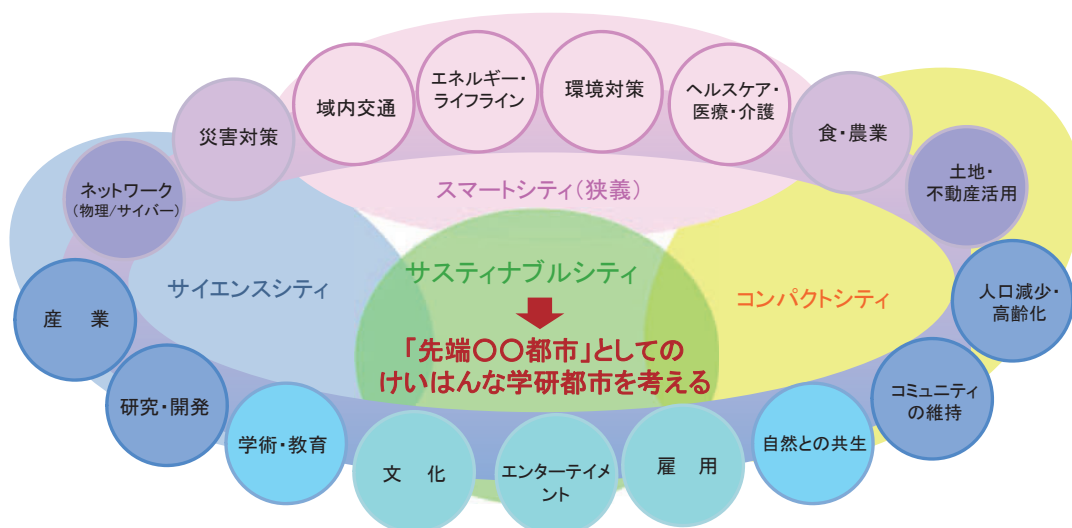 域内交通
エネルギー・
ライフライン
環境対策
ヘルスケア・
医療・介護
災害対策
食・農業
ネットワーク
(物理/サイバー)
土地・
不動産活用
スマートシティ(狭義)
サイエンスシティ
サスティナブルシティ
コンパクトシティ
「先端〇〇都市」としての
けいはんな学研都市を考える
産　業
人口減少・
高齢化
研究・開発
コミュニティ
の維持
学術・教育
文　化
エンターテイメ
ント
雇　用
自然との共生